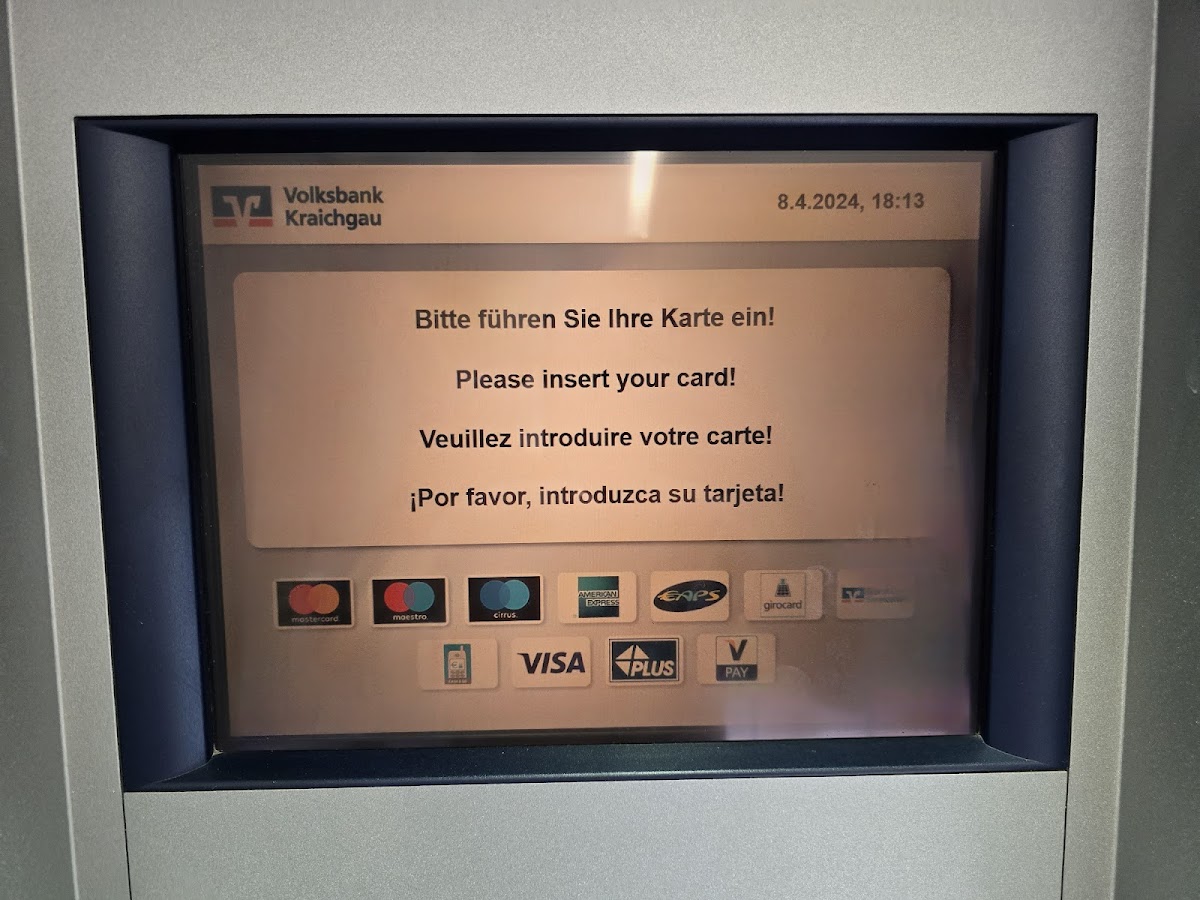 Volksbank
Kraichgau
8.4.2024, 18:13
Bitte führen Sie Ihre Karte ein!
Please insert your card!
Veuillez introduire votre carte!
¡Por favor, introduzca su tarjeta!
mastercard
maestro
cirrus
AMERICAN
EXPRESS
EAPS
girocard
VISA
PLUS
V
PAY